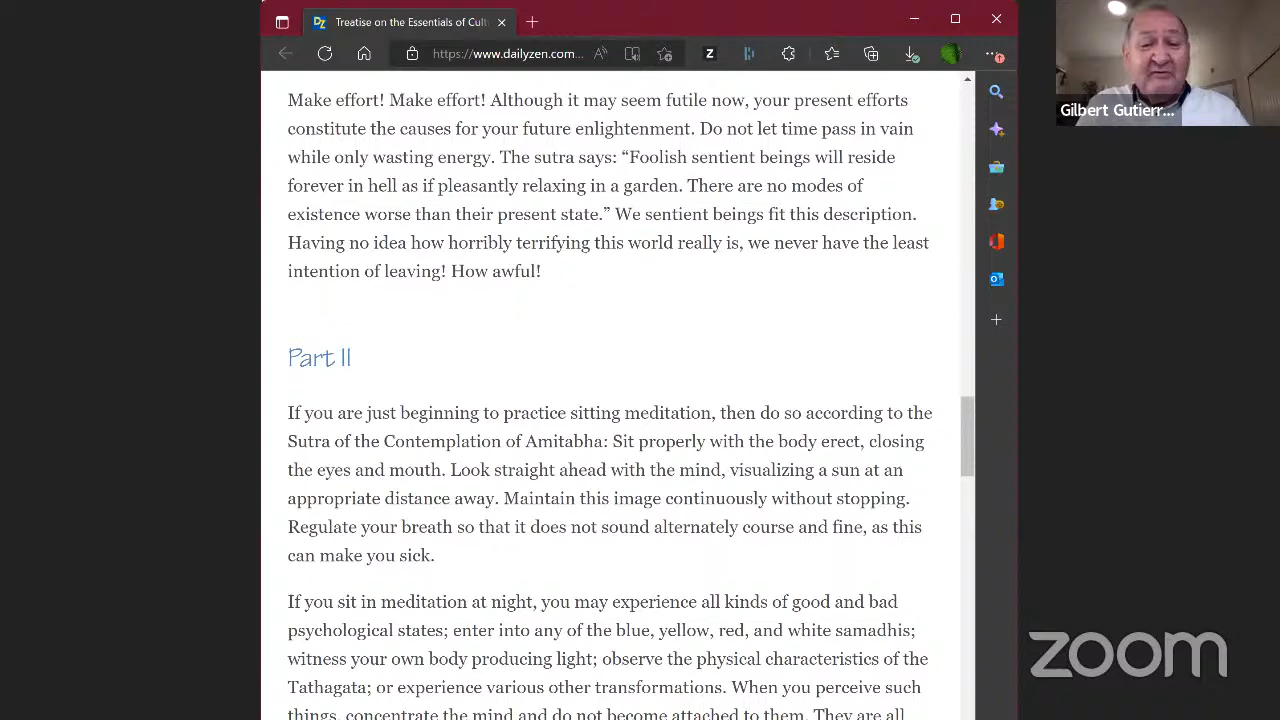 Treatise on the Essentials of Cult
https://www.dailyzen.com...
Make effort! Make effort! Although it may seem futile now, your present efforts
constitute the causes for your future enlightenment. Do not let time pass in vain
while only wasting energy. The sutra says: “Foolish sentient beings will reside
forever in hell as if pleasantly relaxing in a garden. There are no modes of
existence worse than their present state.” We sentient beings fit this description.
Having no idea how horribly terrifying this world really is, we never have the least
intention of leaving! How awful!
Part II
If you are just beginning to practice sitting meditation, then do so according to the
Sutra of the Contemplation of Amitabha: Sit properly with the body erect, closing
the eyes and mouth. Look straight ahead with the mind, visualizing a sun at an
appropriate distance away. Maintain this image continuously without stopping.
Regulate your breath so that it does not sound alternately course and fine, as this
can make you sick.
If you sit in meditation at night, you may experience all kinds of good and bad
psychological states; enter into any of the blue, yellow, red, and white samadhis;
witness your own body producing light; observe the physical characteristics of the
Tathagata; or experience various other transformations. When you perceive such
things, concentrate the mind and do not become attached to them. They are all
Gilbert Gutierr...
zoom